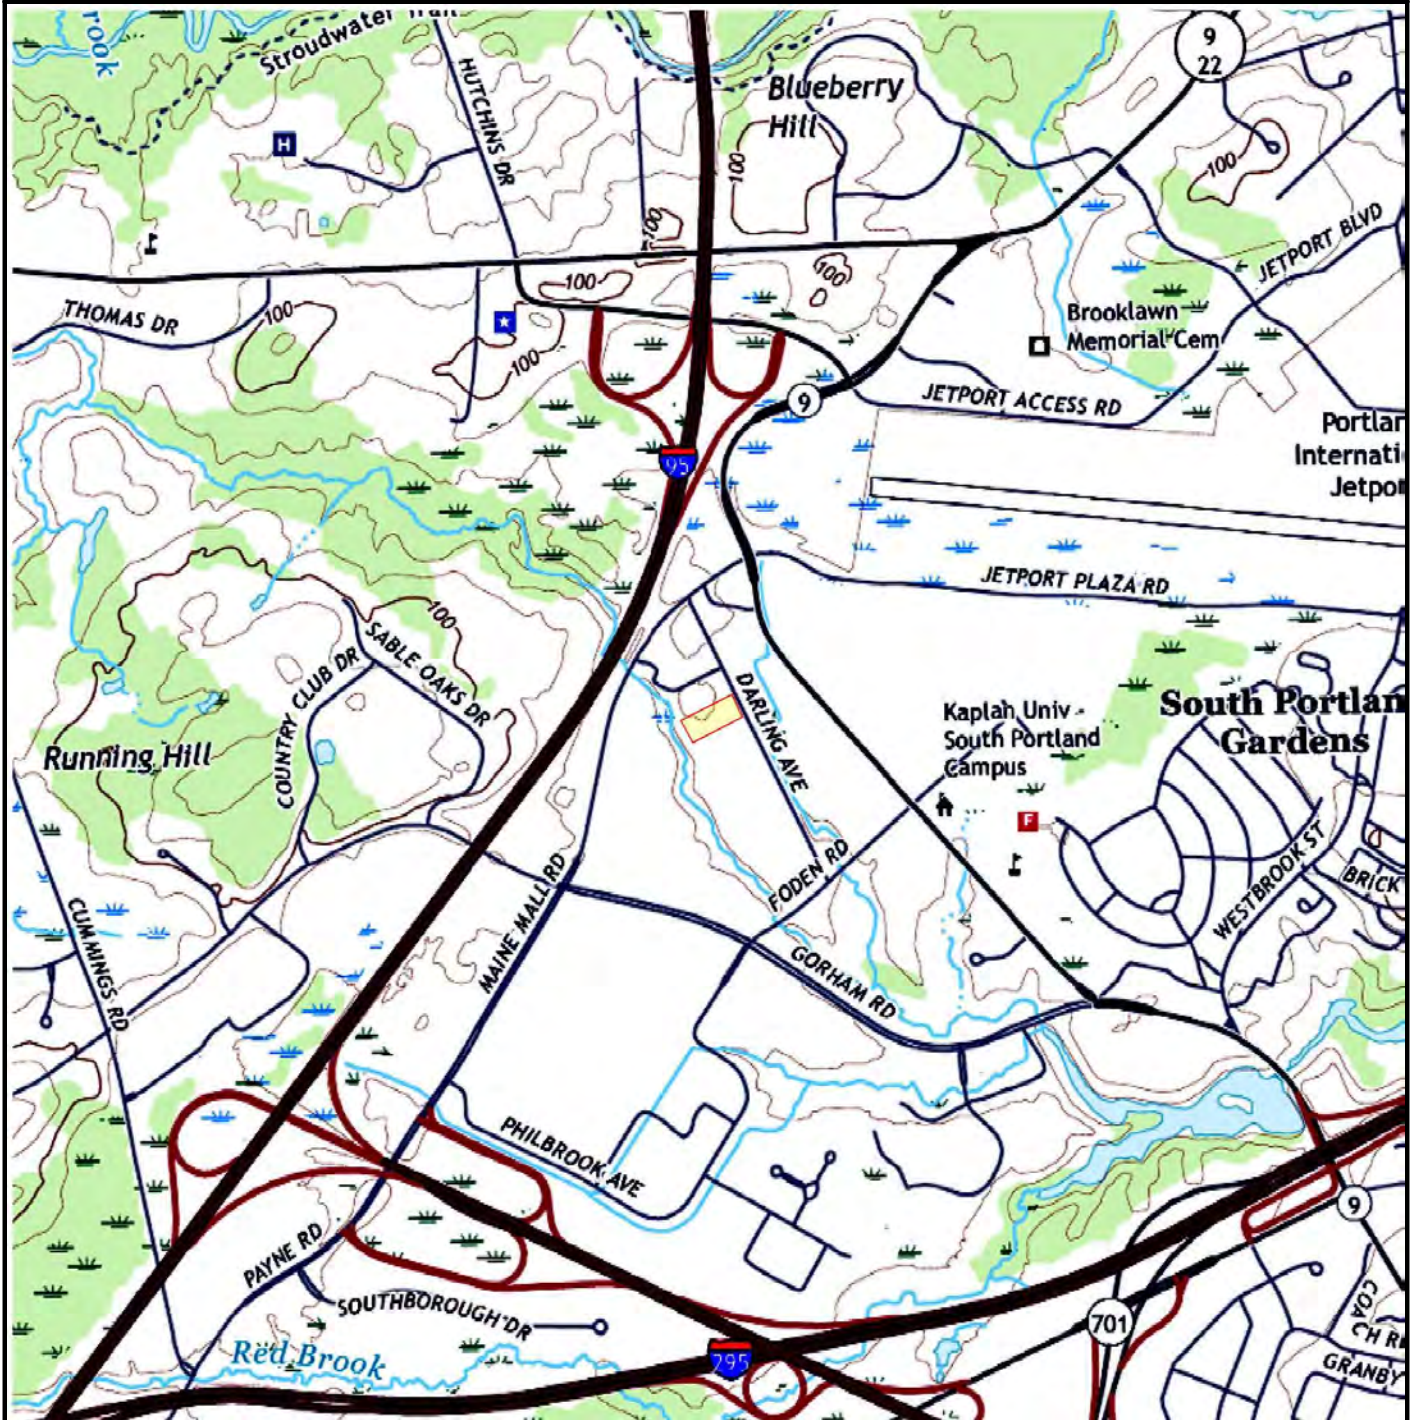 rook
Stroudwater Trail
9
22
HUTCHINS DR
Blueberry
Hill
H
100
100
100
100
100
JETPORT BLVD
THOMAS DR
100
100
Brooklawn
Memorial Cem
9
JETPORT ACCESS RD
Portlan
Internati
Jetpor
95
JETPORT PLAZA RD
100
SABLE OAKS DR
COUNTRY CLUB DR
DARLING AVE
Kaplan Univ -
South Portland
Campus
South Portlan
Gardens
Running Hill
F
FODEN RD
WESTBROOK ST
BRICK
MAINE MALL RD
CUMMINGS RD
GORHAM RD
PHILBROOK AVE
9
PAYNE RD
SOUTHBOROUGH DR
701
COACH R
Red Brook
295
GRANBY